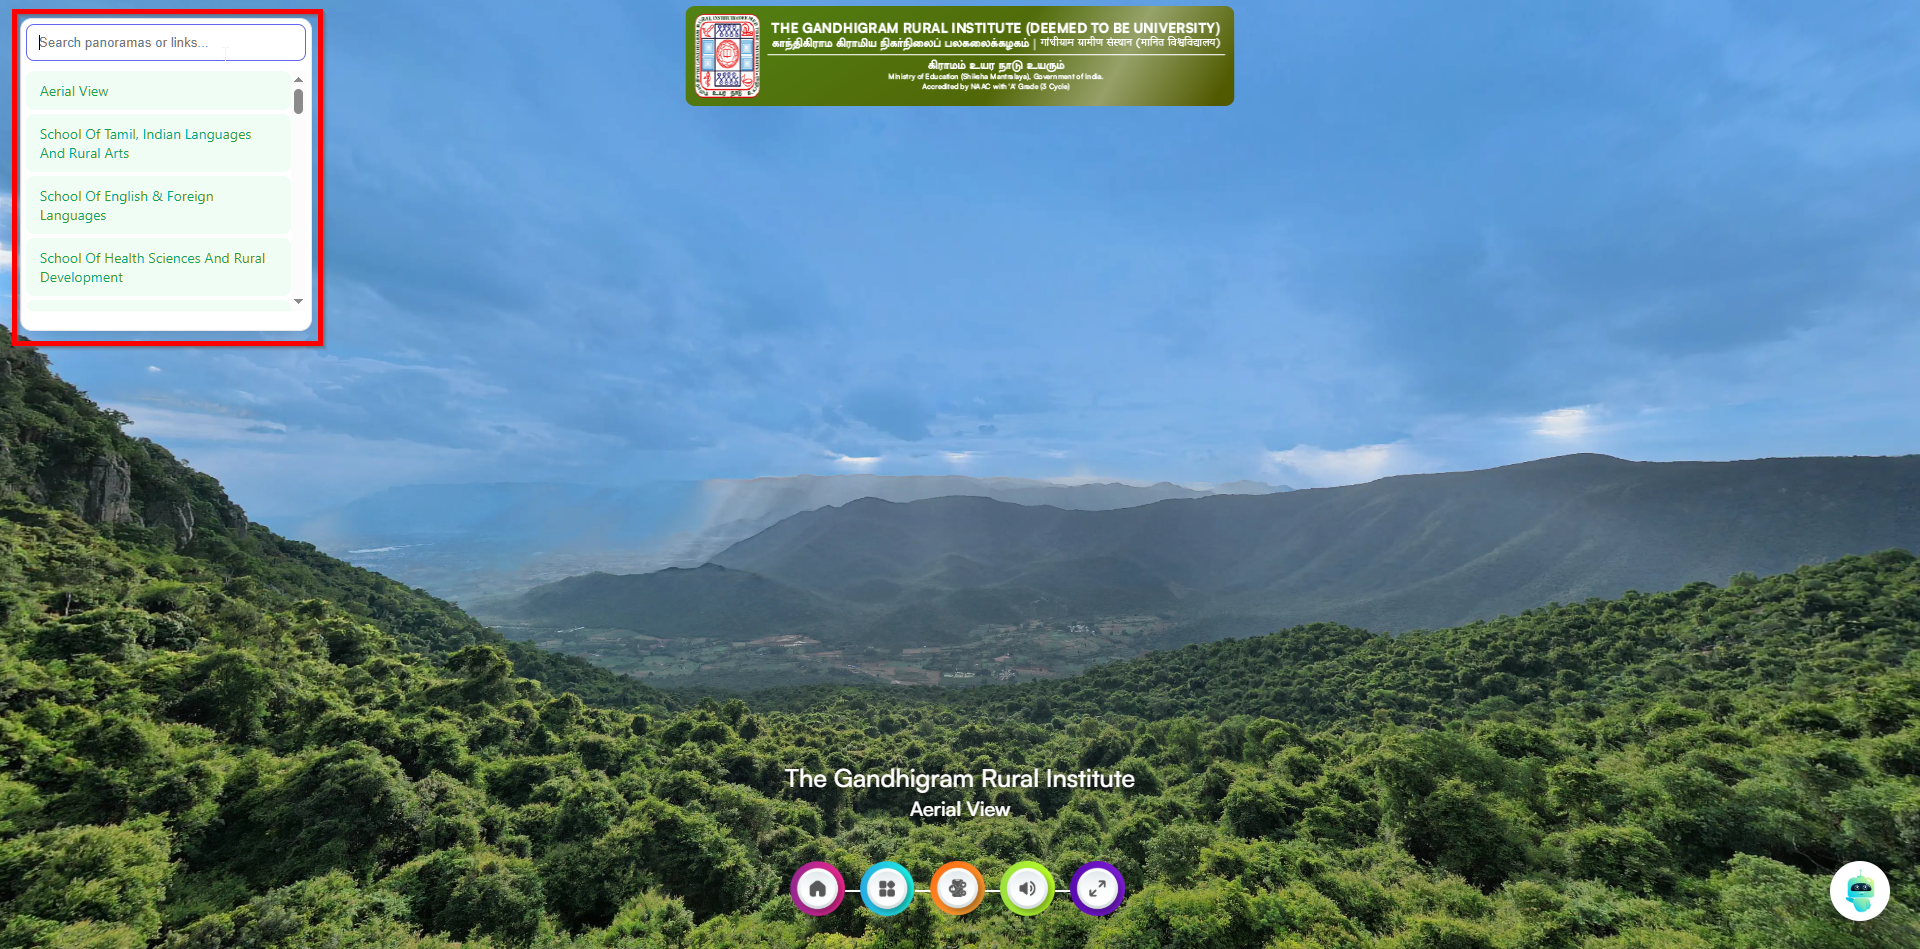 Search panoramas or links...
Aerial View
School Of Tamil, Indian Languages
And Rural Arts
School Of English & Foreign
Languages
School Of Health Sciences And Rural
Development
THE GANDHIGRAM RURAL INSTITUTE (DEEMED TO BE UNIVERSITY)
காந்திகிராம கிராமிய நிகர்நிலைப் பல்கலைக்கழகம் | गांधीग्राम ग्रामीण संस्थान (मानित विश्वविद्यालय)
கிராமம் உயர நாடு உயரும்
Ministry of Education (Shiksha Mantralaya), Government of India.
Accredited by NAAC with 'A' Grade (3 Cycle)
The Gandhigram Rural Institute
Aerial View